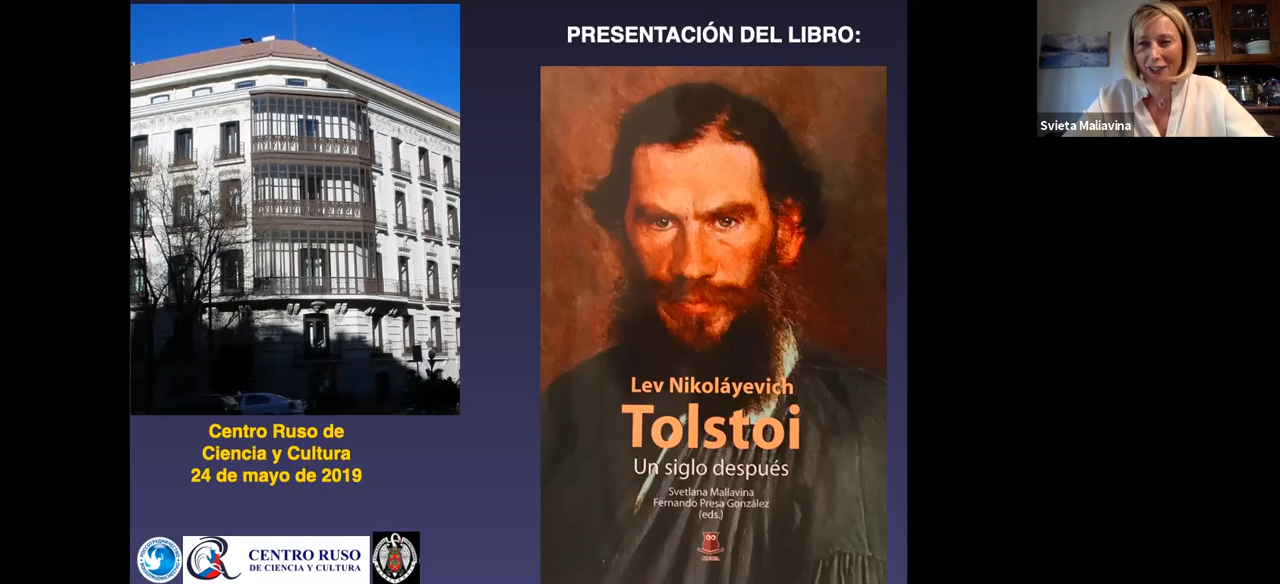 PRESENTACIÓN DEL LIBRO:
Svieta Maliavina
Lev Nikoláyevich
Tolstoi
Un siglo después
Svetlana Maliavina
Fernando Presa González
(eds.)
Centro Ruso de
Ciencia y Cultura
24 de mayo de 2019
CENTRO RUSO
DE CIENCIA Y CULTURA